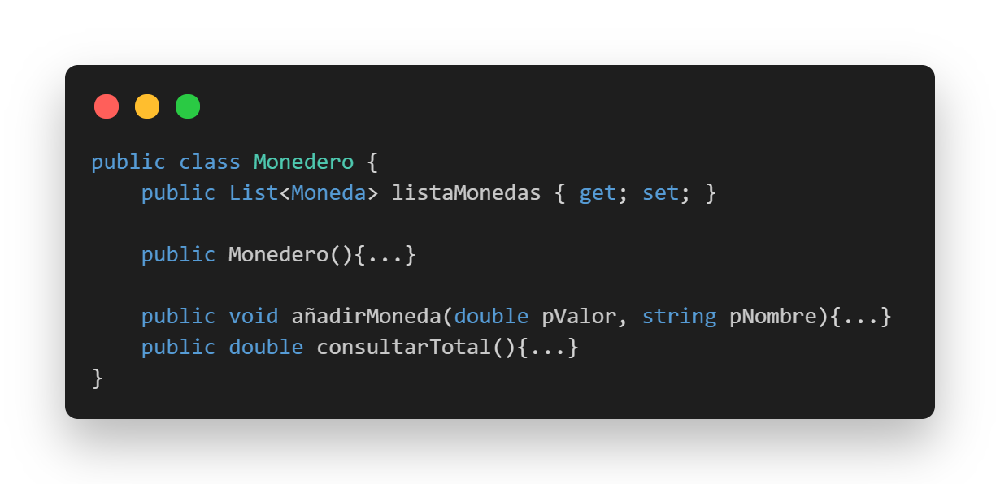 public class Monedero {
    public List<Moneda> listaMonedas { get; set; }
    public Monedero(){...}
    public void añadirMoneda(double pValor, string pNombre){...}
    public double consultarTotal(){...}
}